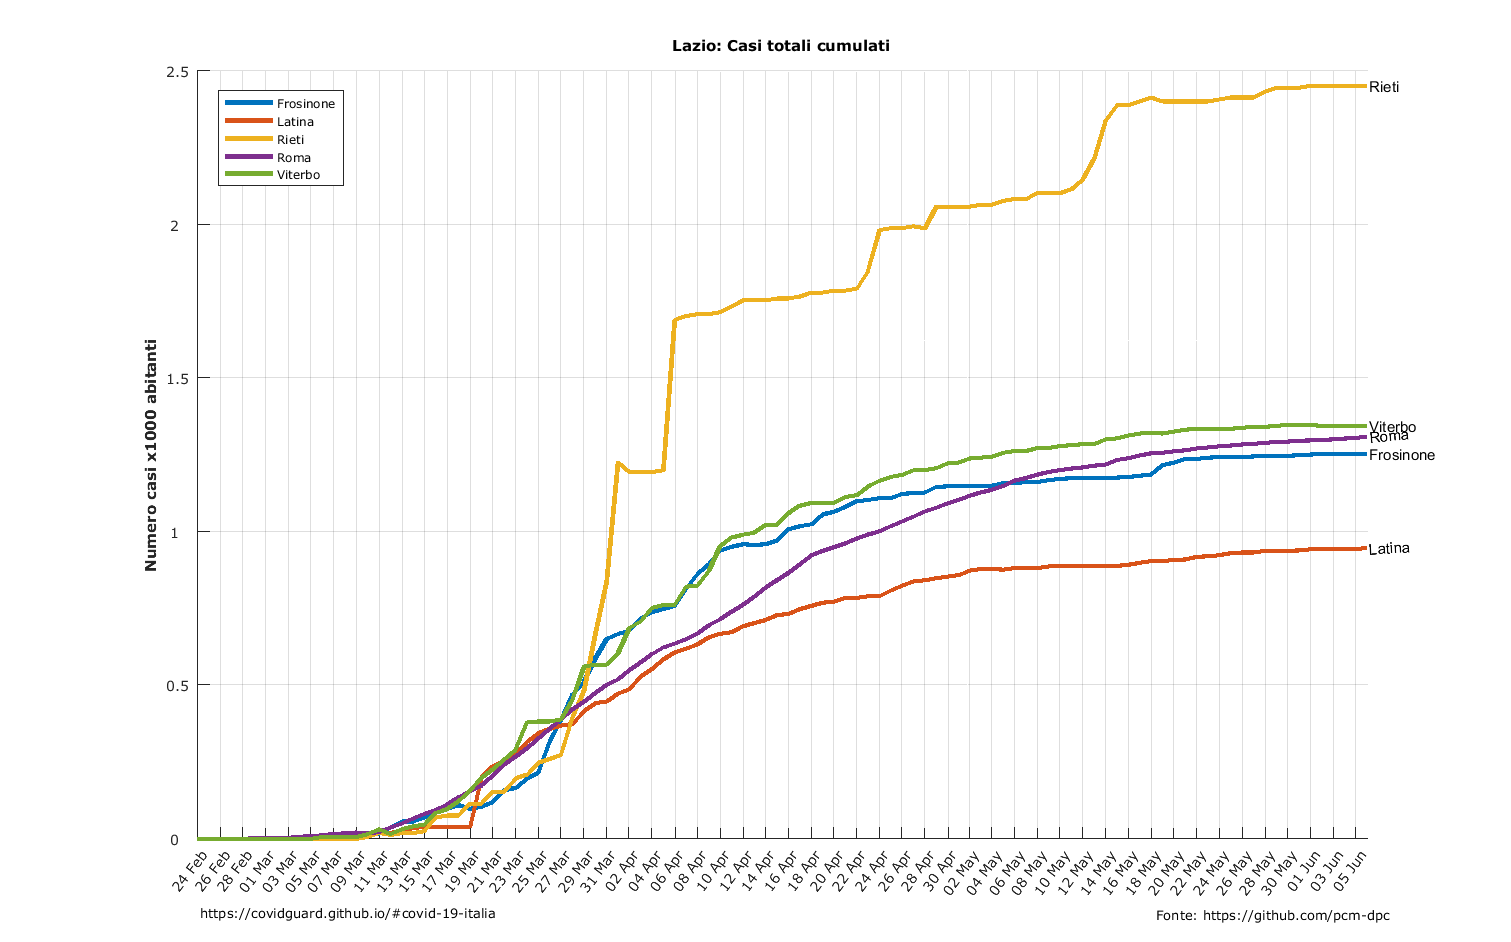 Lazio: Casi totali cumulati
Numero casi x1000 abitanti
2.5
2
1.5
1
0.5
0
Frosinone
Latina
Rieti
Roma
Viterbo
Rieti
Viterbo
Roma
Frosinone
Latina
24 Feb
26 Feb
28 Feb
01 Mar
03 Mar
05 Mar
07 Mar
09 Mar
11 Mar
13 Mar
15 Mar
17 Mar
19 Mar
21 Mar
23 Mar
25 Mar
27 Mar
29 Mar
31 Mar
02 Apr
04 Apr
06 Apr
08 Apr
10 Apr
12 Apr
14 Apr
16 Apr
18 Apr
20 Apr
22 Apr
24 Apr
26 Apr
28 Apr
30 Apr
02 May
04 May
06 May
08 May
10 May
12 May
14 May
16 May
18 May
20 May
22 May
24 May
26 May
28 May
30 May
01 Jun
03 Jun
05 Jun
https://covidguard.github.io/#covid-19-italia
Fonte: https://github.com/pcm-dpc